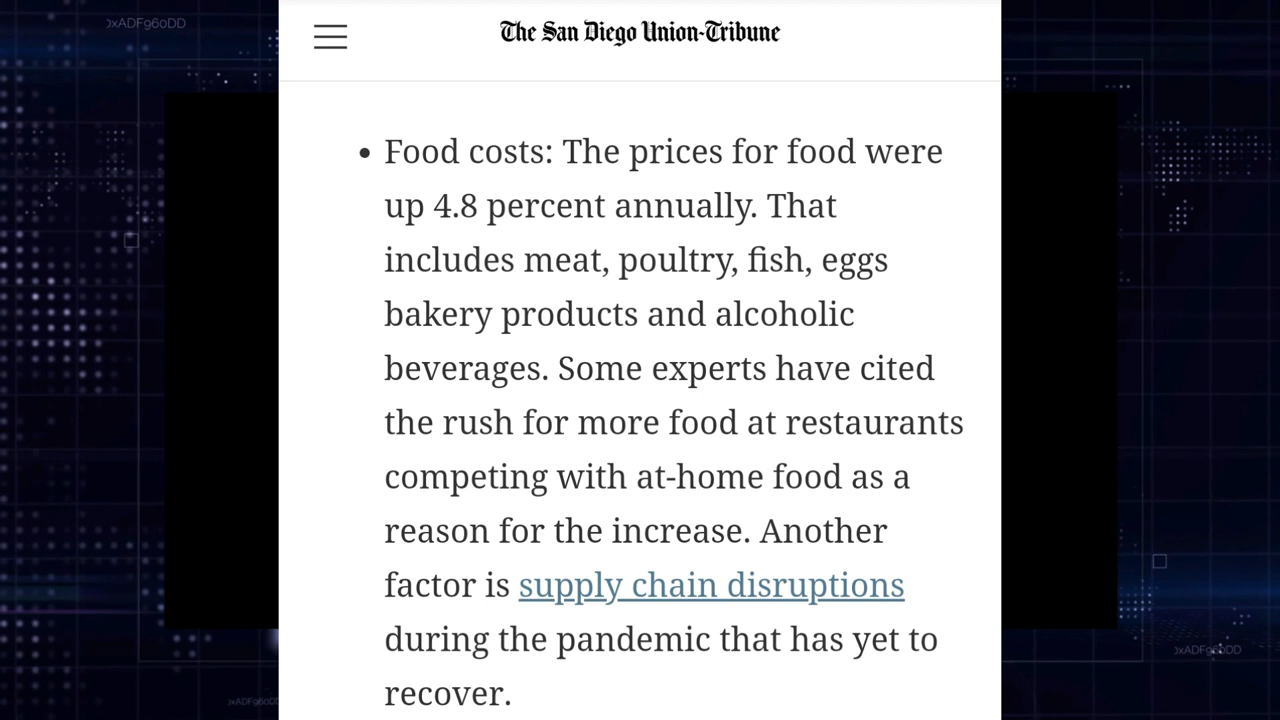 The San Diego Union-Tribune
• Food costs: The prices for food were
up 4.8 percent annually. That
includes meat, poultry, fish, eggs
bakery products and alcoholic
beverages. Some experts have cited
the rush for more food at restaurants
competing with at-home food as a
reason for the increase. Another
factor is supply chain disruptions
during the pandemic that has yet to
recover.